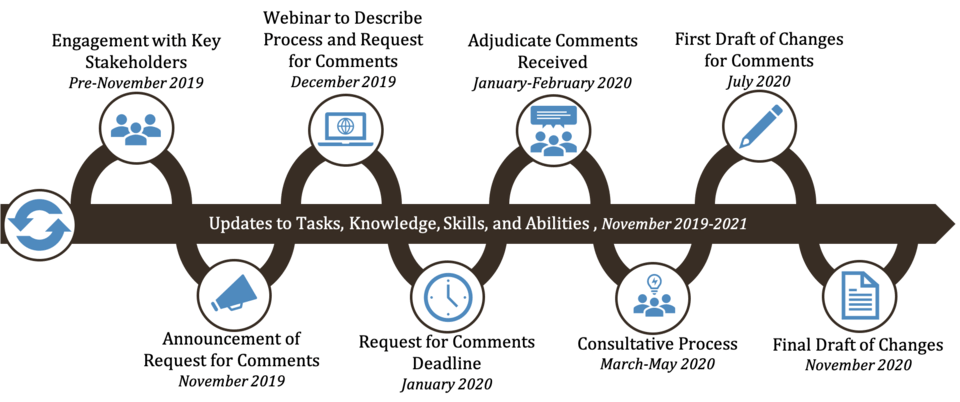 Engagement with Key
Stakeholders
Pre-November 2019
Webinar to Describe
Process and Request
for Comments
December 2019
Adjudicate Comments
Received
January-February 2020
First Draft of Changes
for Comments
July 2020
Updates to Tasks, Knowledge, Skills, and Abilities , November 2019-2021
Announcement of
Request for Comments
November 2019
Request for Comments
Deadline
January 2020
Consultative Process
March-May 2020
Final Draft of Changes
November 2020